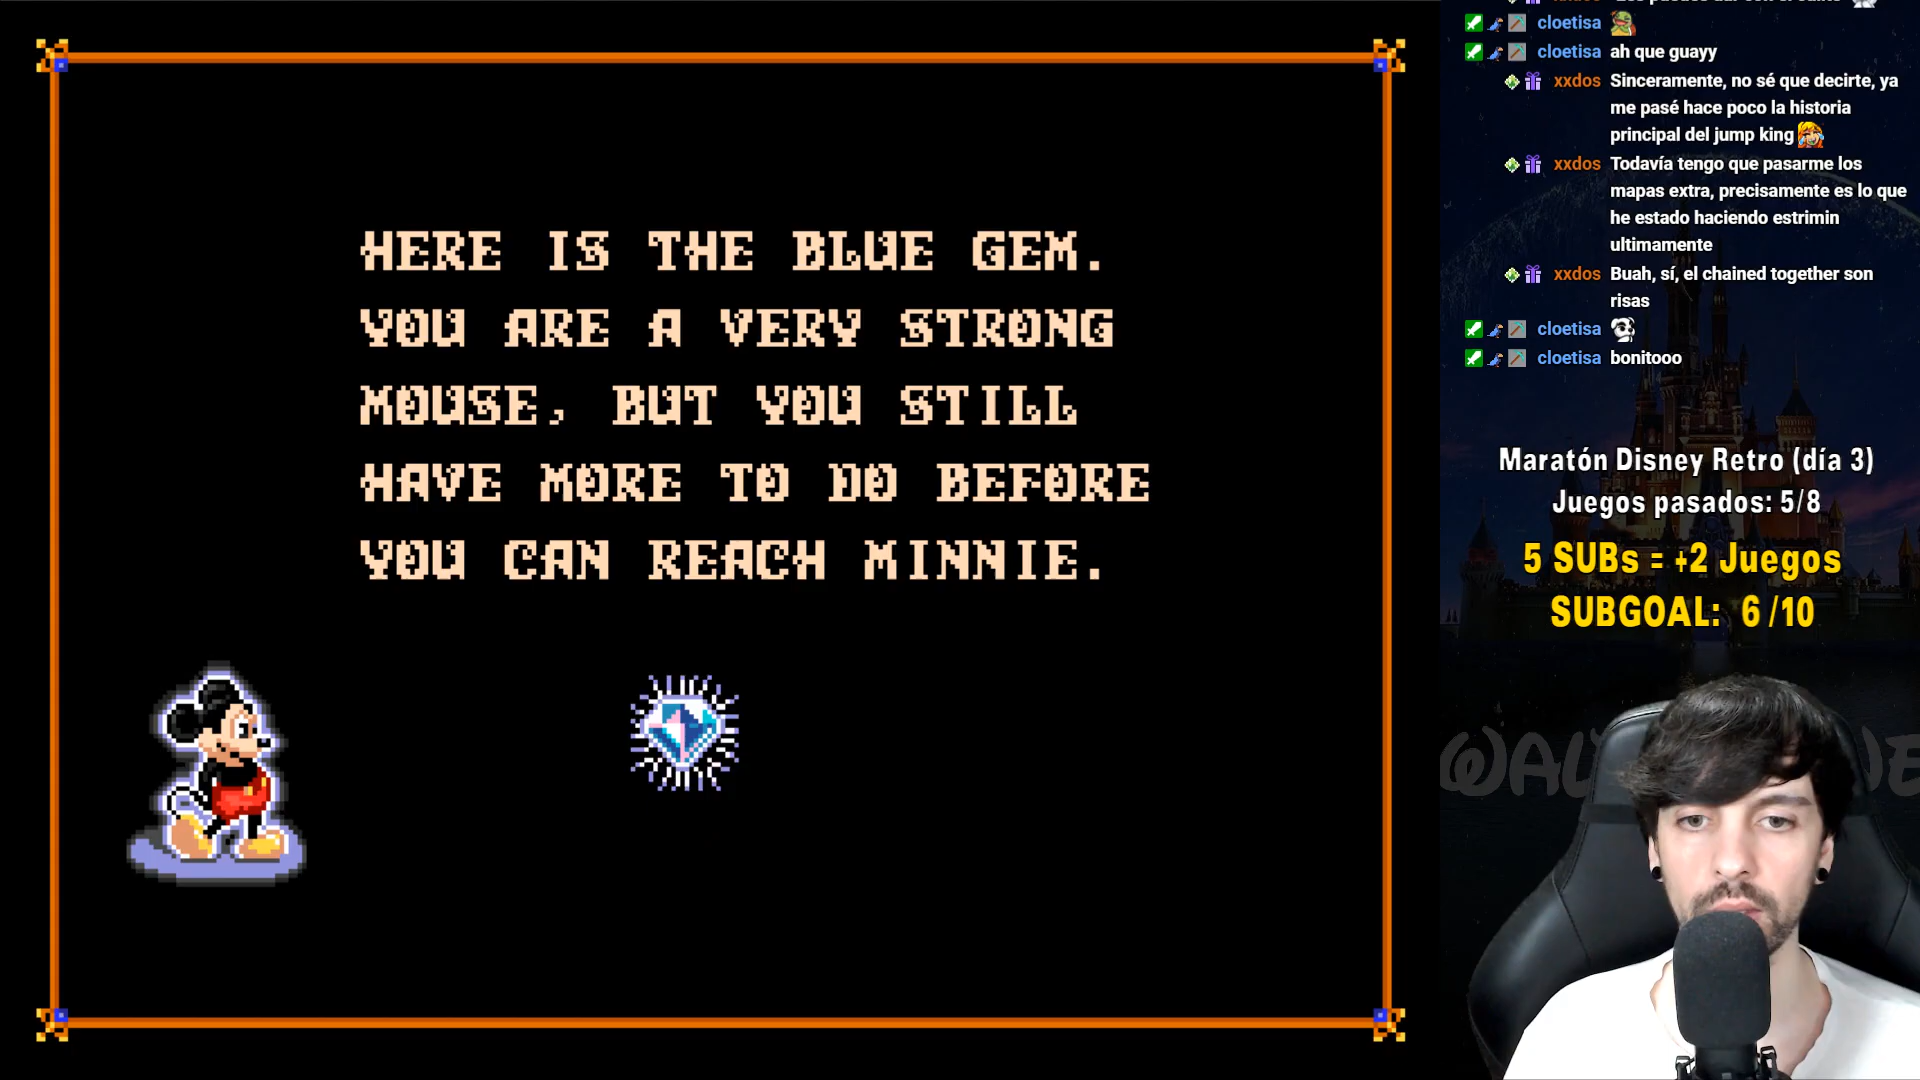 HERE IS THE BLUE GEM.
YOU ARE A VERY STRONG
MOUSE, BUT YOU STILL
HAVE MORE TO DO BEFORE
YOU CAN REACH MINNIE.
cloetisa
cloetisa ah que guayy
xxdos Sinceramente, no sé que decirte, ya
me pasé hace poco la historia
principal del jump king
xxdos Todavía tengo que pasarme los
mapas extra, precisamente es lo que
he estado haciendo estrimin
ultimamente
xxdos Buah, sí, el chained together son
risas
cloetisa
cloetisa bonitooo
Maratón Disney Retro (día 3)
Juegos pasados: 5/8
5 SUBs = +2 Juegos
SUBGOAL: 6 /10